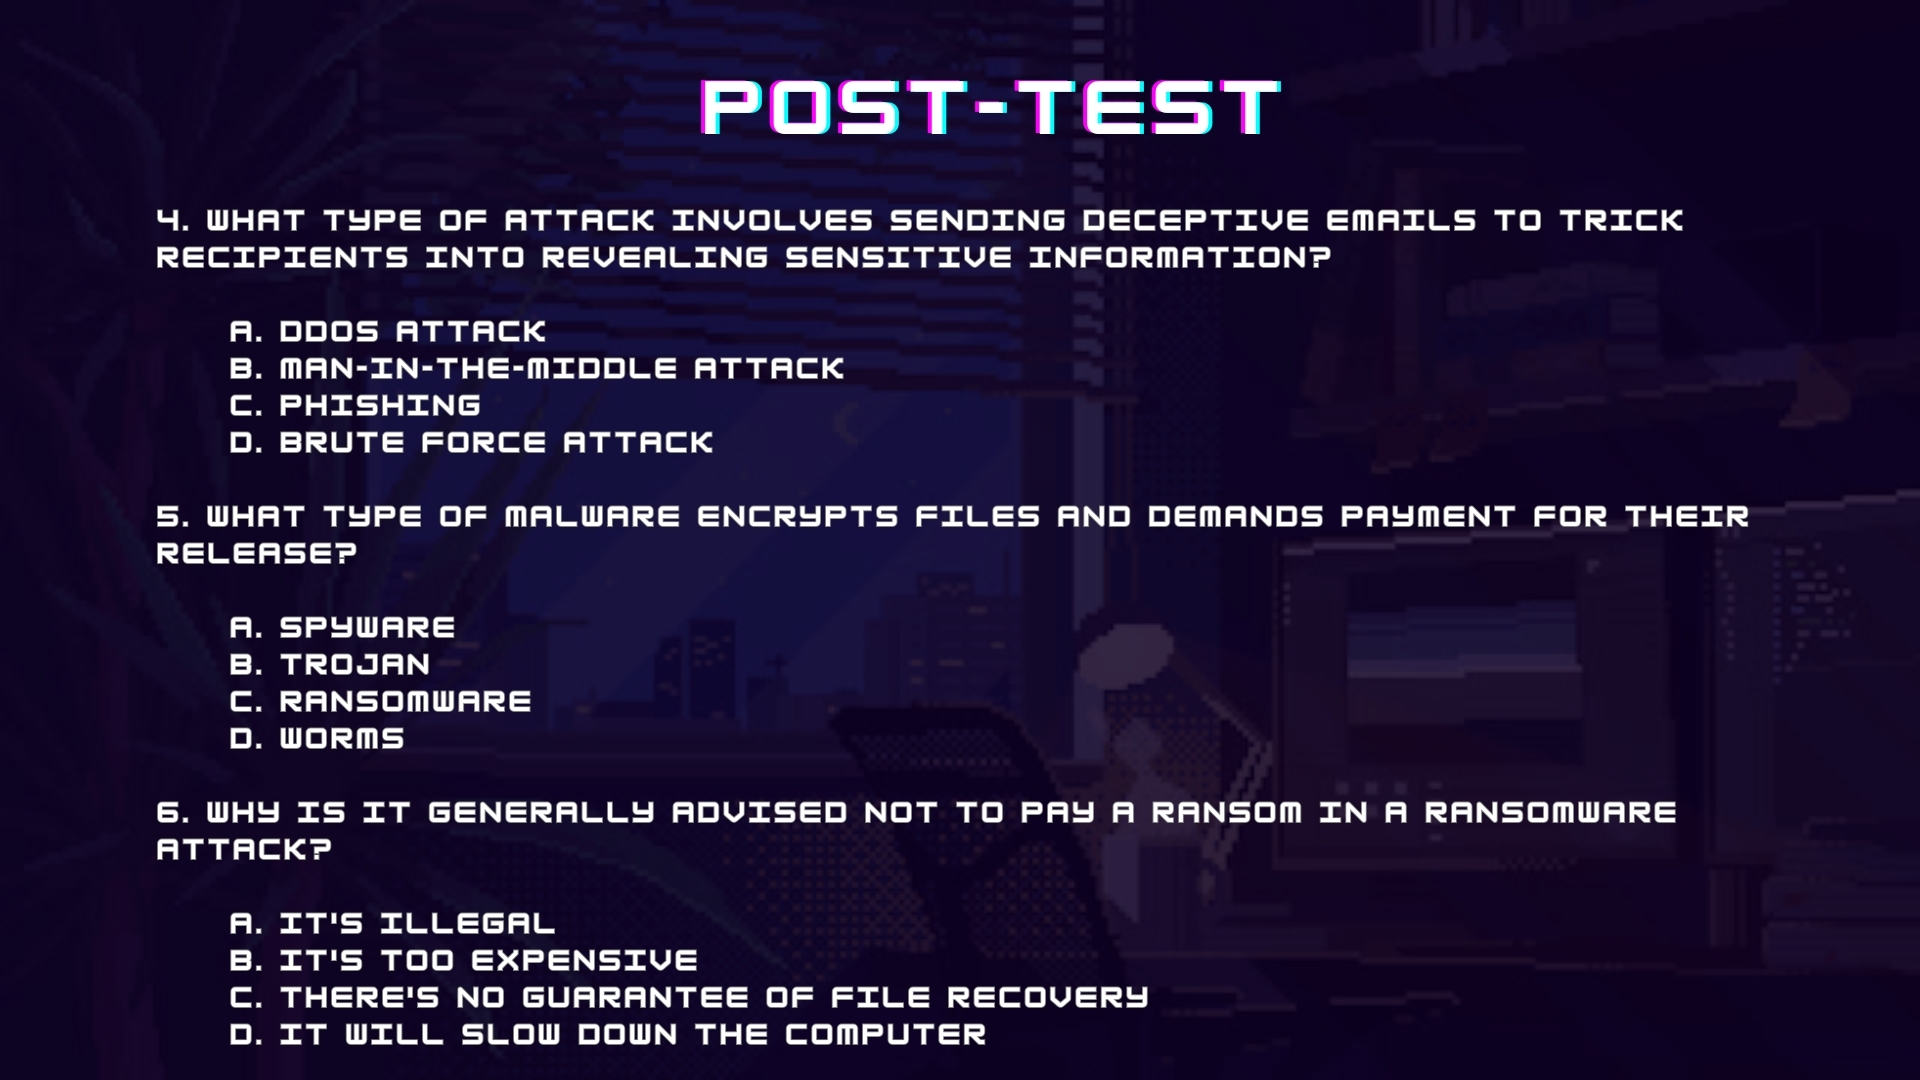 POST-TEST
4. WHAT TYPE OF ATTACK INVOLVES SENDING DECEPTIVE EMAILS TO TRICK
RECIPIENTS INTO REVEALING SENSITIVE INFORMATION?
A. DDOS ATTACK
B. MAN-IN-THE-MIDDLE ATTACK
C. PHISHING
D. BRUTE FORCE ATTACK
5. WHAT TYPE OF MALWARE ENCRYPTS FILES AND DEMANDS PAYMENT FOR THEIR
RELEASE?
A. SPYWARE
B. TROJAN
C. RANSOMWARE
D. WORMS
6. WHY IS IT GENERALLY ADVISED NOT TO PAY A RANSOM IN A RANSOMWARE
ATTACK?
A. IT'S ILLEGAL
B. IT'S TOO EXPENSIVE
C. THERE'S NO GUARANTEE OF FILE RECOVERY
D. IT WILL SLOW DOWN THE COMPUTER